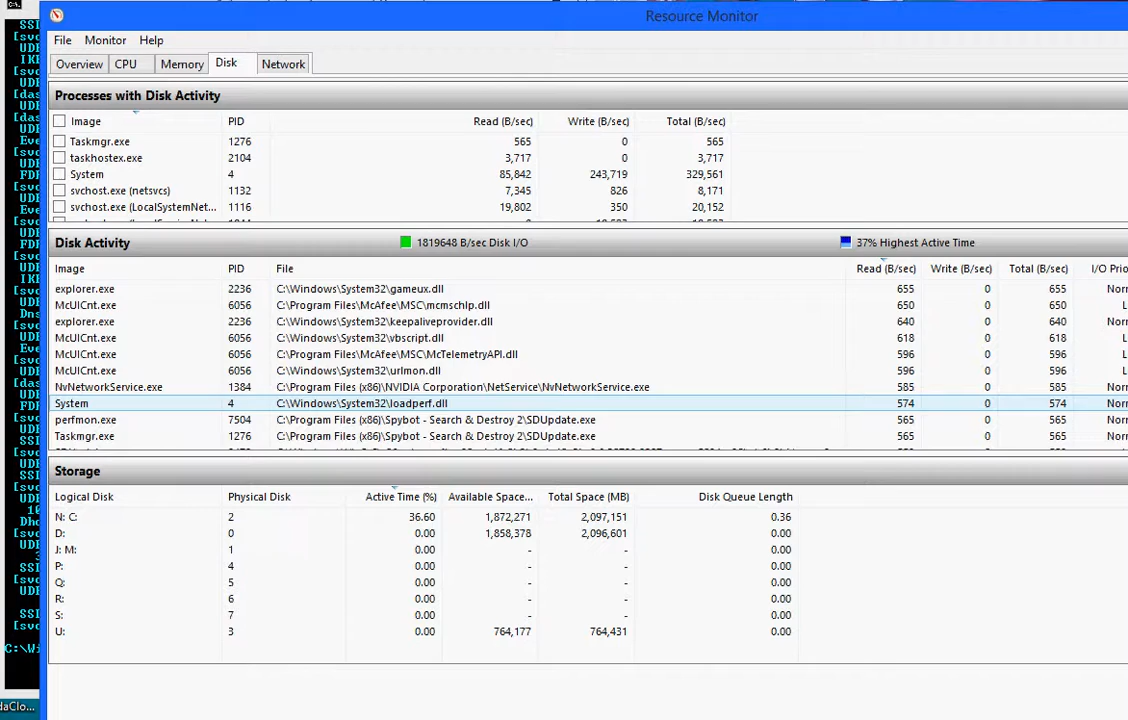 Resource Monitor
File Monitor Help
Overview CPU Memory Disk Network
Processes with Disk Activity
Image PID Read (B/sec) Write (B/sec) Total (B/sec)
Taskmgr.exe 1276 565 0 565
taskhostex.exe 2104 3,717 0 3,717
System 4 85,842 243,719 329,561
svchost.exe (netsvcs) 1132 7,345 826 8,171
svchost.exe (LocalSystemNet... 1116 19,802 350 20,152
Disk Activity 1819648 B/sec Disk I/O 37% Highest Active Time
Image PID File Read (B/sec) Write (B/sec) Total (B/sec) I/O Prio
explorer.exe 2236 C:\Windows\System32\gameux.dll 655 0 655 Norr
McUICnt.exe 6056 C:\Program Files\McAfee\MSC\mcmschlp.dll 650 0 650 L
explorer.exe 2236 C:\Windows\System32\keepaliveprovider.dll 640 0 640 Norr
McUICnt.exe 6056 C:\Windows\System32\vbscript.dll 618 0 618 L
McUICnt.exe 6056 C:\Program Files\McAfee\MSC\McTelemetryAPI.dll 596 0 596 L
McUICnt.exe 6056 C:\Windows\System32\urlmon.dll 596 0 596 L
NvNetworkService.exe 1384 C:\Program Files (x86)\NVIDIA Corporation\NetService\NvNetworkService.exe 585 0 585 Norr
System 4 C:\Windows\System32\loadperf.dll 574 0 574 Norr
perfmon.exe 7504 C:\Program Files (x86)\Spybot - Search & Destroy 2\SDUpdate.exe 565 0 565 Norr
Taskmgr.exe 1276 C:\Program Files (x86)\Spybot - Search & Destroy 2\SDUpdate.exe 565 0 565 Norr
Storage
Logical Disk Physical Disk Active Time (%) Available Space... Total Space (MB) Disk Queue Length
N: C: 2 36.60 1,872,271 2,097,151 0.36
D: 0 0.00 1,858,378 2,096,601 0.00
J: M: 1 0.00 - - 0.00
P: 4 0.00 - - 0.00
Q: 5 0.00 - - 0.00
R: 6 0.00 - - 0.00
S: 7 0.00 - - 0.00
U: 3 0.00 764,177 764,431 0.00
C:\Wi
daClo...